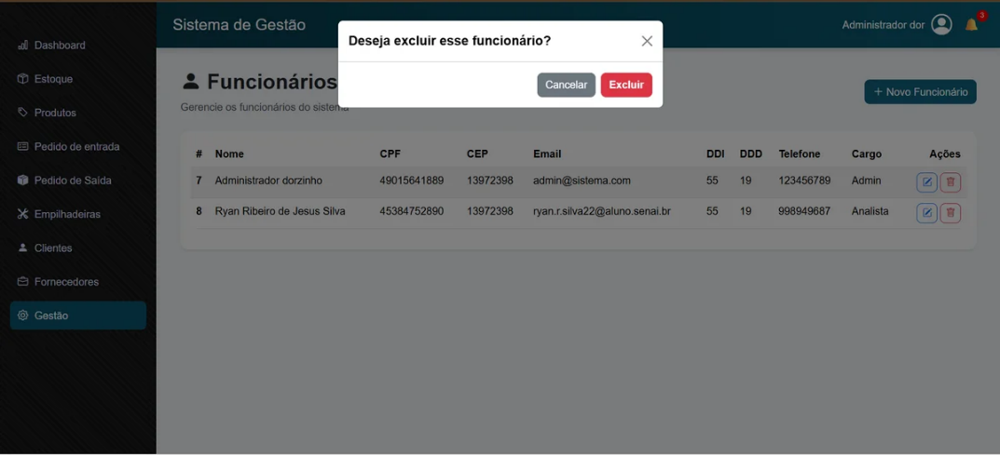 Sistema de Gestão
Administrador dor
3
Dashboard
Estoque
Produtos
Pedido de entrada
Pedido de Saída
Empilhadeiras
Clientes
Fornecedores
Gestão
Deseja excluir esse funcionário?
Cancelar Excluir
Funcionários
Gerencie os funcionários do sistema
+ Novo Funcionário
# Nome CPF CEP Email DDI DDD Telefone Cargo Ações
7 Administrador dorzinho 49015641889 13972398 admin@sistema.com 55 19 123456789 Admin
8 Ryan Ribeiro de Jesus Silva 45384752890 13972398 ryan.r.silva22@aluno.senai.br 55 19 998949687 Analista